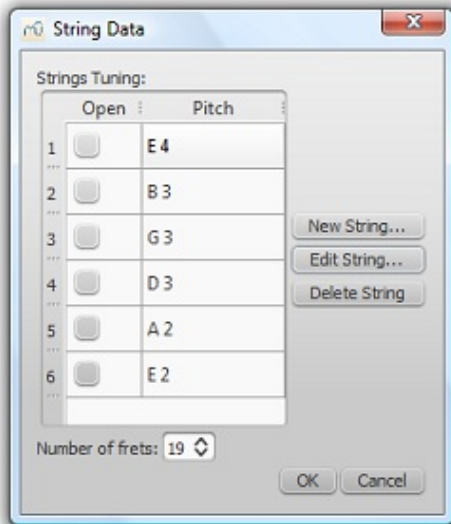 String Data
Strings Tuning:
Open Pitch
1 E 4
2 B 3
3 G 3
4 D 3
5 A 2
6 E 2
New String...
Edit String...
Delete String
Number of frets: 19
OK Cancel